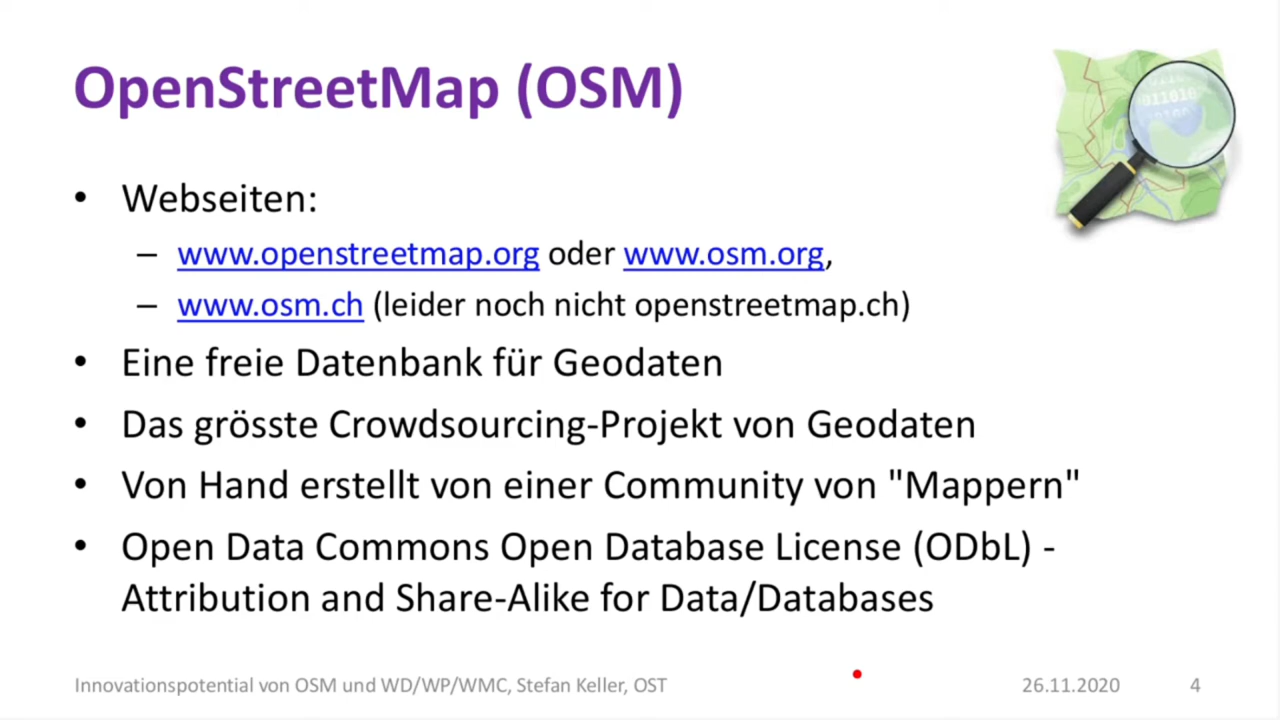 OpenStreetMap (OSM)
• Webseiten:
– www.openstreetmap.org oder www.osm.org,
– www.osm.ch (leider noch nicht openstreetmap.ch)
• Eine freie Datenbank für Geodaten
• Das grösste Crowdsourcing-Projekt von Geodaten
• Von Hand erstellt von einer Community von "Mappern"
• Open Data Commons Open Database License (ODbL) -
Attribution and Share-Alike for Data/Databases
Innovationspotential von OSM und WD/WP/WMC, Stefan Keller, OST 26.11.2020 4